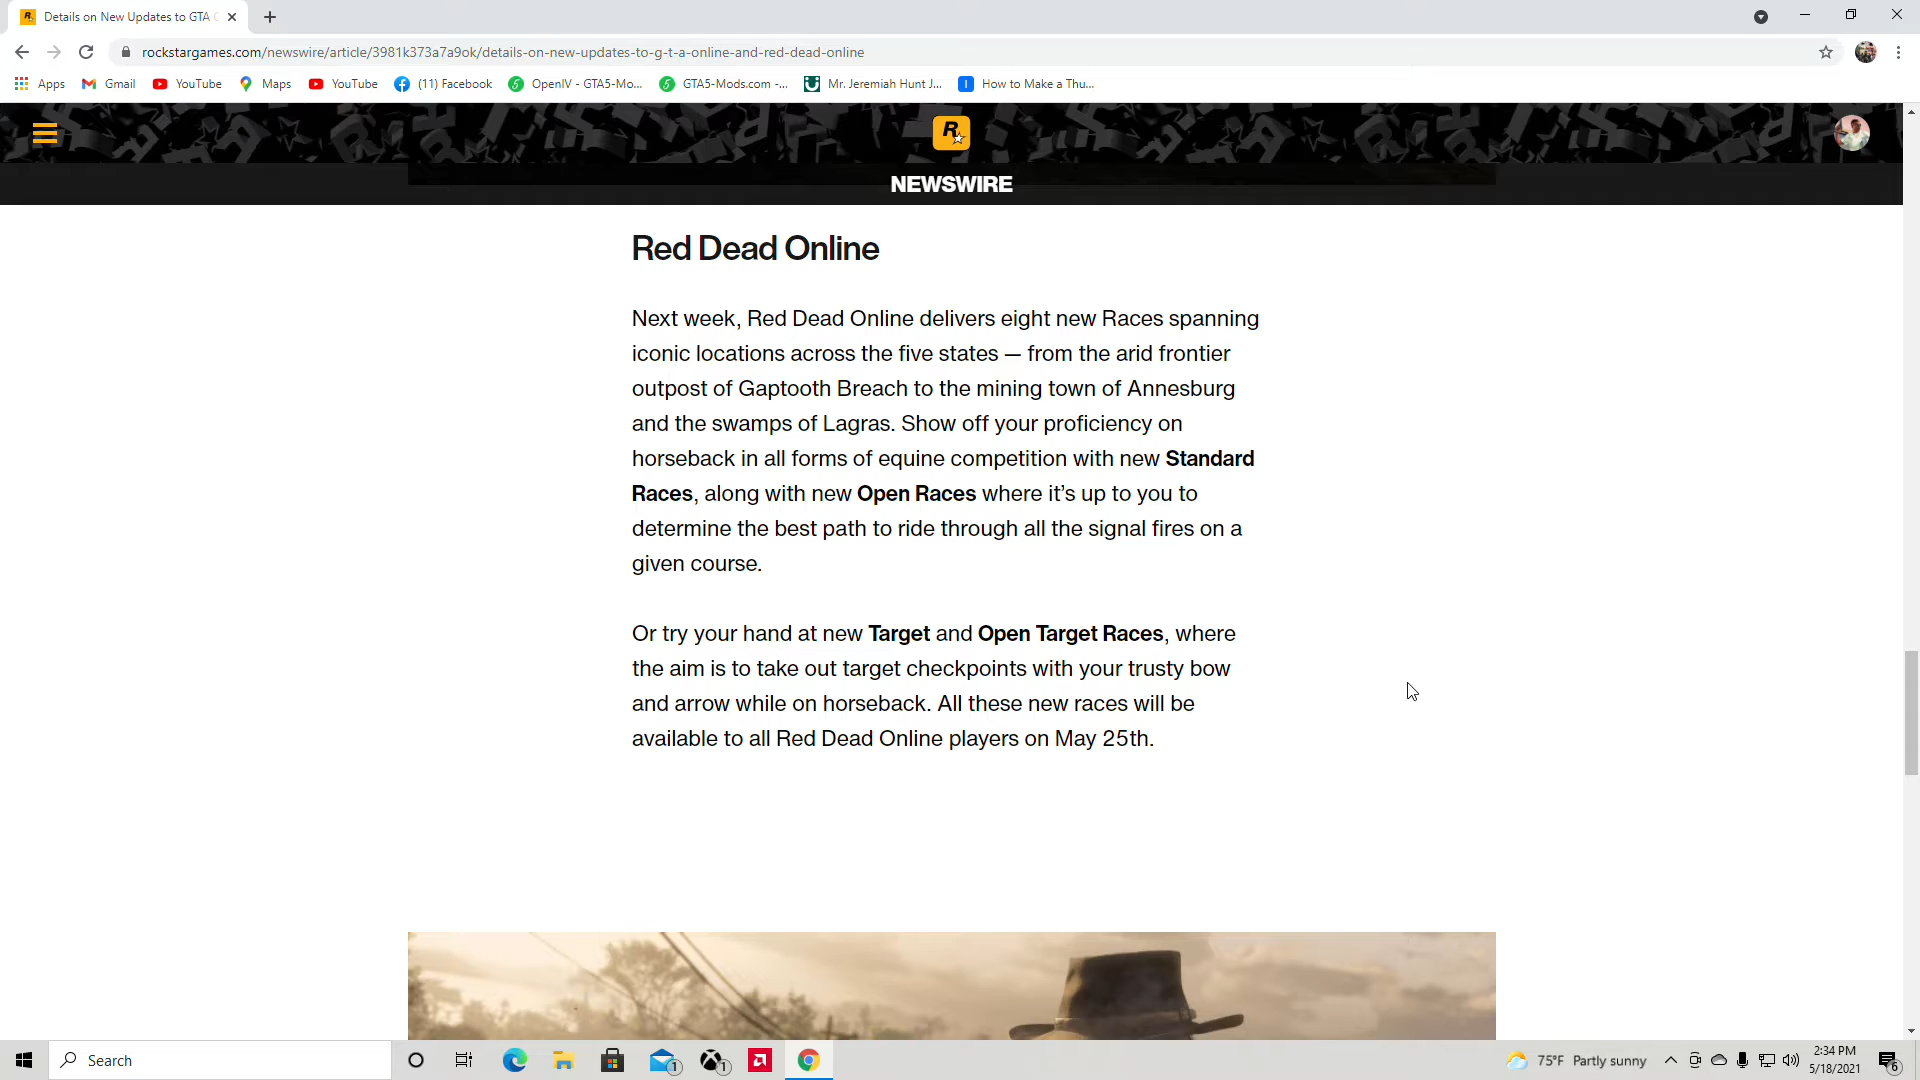 Details on New Updates to GTA
rockstargames.com/newswire/article/3981k373a7a9ok/details-on-new-updates-to-g-t-a-online-and-red-dead-online
Apps Gmail YouTube Maps YouTube (11) Facebook OpenIV - GTA5-Mo... GTA5-Mods.com -... Mr. Jeremiah Hunt J... How to Make a Thu...
NEWSWIRE
Red Dead Online
Next week, Red Dead Online delivers eight new Races spanning
iconic locations across the five states — from the arid frontier
outpost of Gaptooth Breach to the mining town of Annesburg
and the swamps of Lagras. Show off your proficiency on
horseback in all forms of equine competition with new Standard
Races, along with new Open Races where it’s up to you to
determine the best path to ride through all the signal fires on a
given course.
Or try your hand at new Target and Open Target Races, where
the aim is to take out target checkpoints with your trusty bow
and arrow while on horseback. All these new races will be
available to all Red Dead Online players on May 25th.
Search
1
1
75°F Partly sunny
2:34 PM
5/18/2021
6